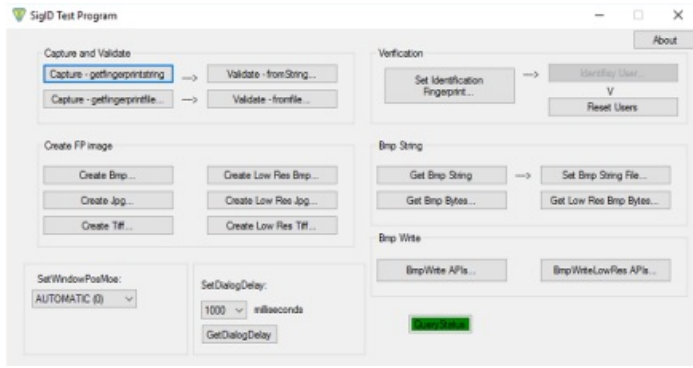 SigID Test Program
About
Capture and Validate
Capture - getfingerprintstring
-->
Validate - fromString...
Capture - getfingerprintfile...
-->
Validate - fromfile...
Verification
Set Identification
Fingerprint...
-->
Identifiy User...
V
Reset Users
Create FP image
Create Bmp...
Create Low Res Bmp...
Create Jpg...
Create Low Res Jpg...
Create Tiff...
Create Low Res Tiff...
Bmp String
Get Bmp String
-->
Set Bmp String File...
Get Bmp Bytes...
Get Low Res Bmp Bytes...
Bmp Write
BmpWrite APIs...
BmpWriteLowRes APIs...
SetWindowPosMoe:
AUTOMATIC (0)
SetDialogDelay:
1000
milliseconds
GetDialogDelay
QueryStatus